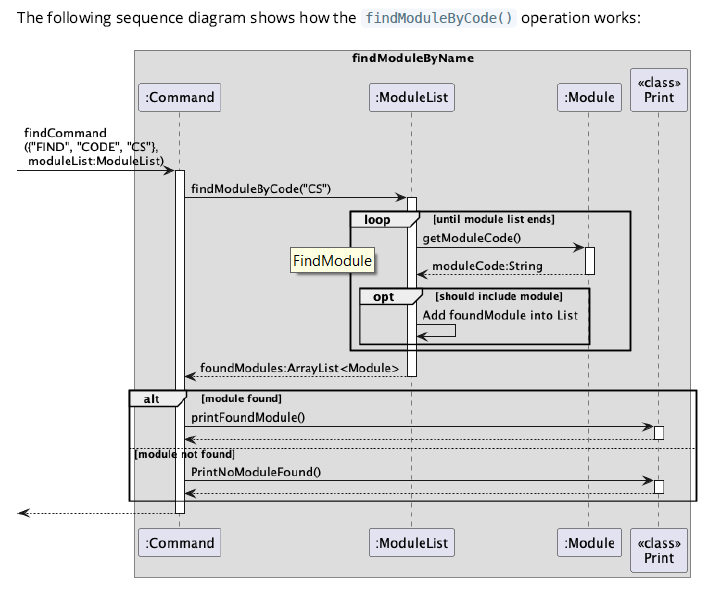 The following sequence diagram shows how the findModuleByCode() operation works:
findModuleByName
:Command
:ModuleList
:Module
«class»
Print
findCommand
({"FIND", "CODE", "CS"},
moduleList:ModuleList)
findModuleByCode("CS")
loop
[until module list ends]
getModuleCode()
FindModule
moduleCode:String
opt
[should include module]
Add foundModule into List
foundModules:ArrayList<Module>
alt
[module found]
printFoundModule()
[module not found]
PrintNoModuleFound()
:Command
:ModuleList
:Module
«class»
Print